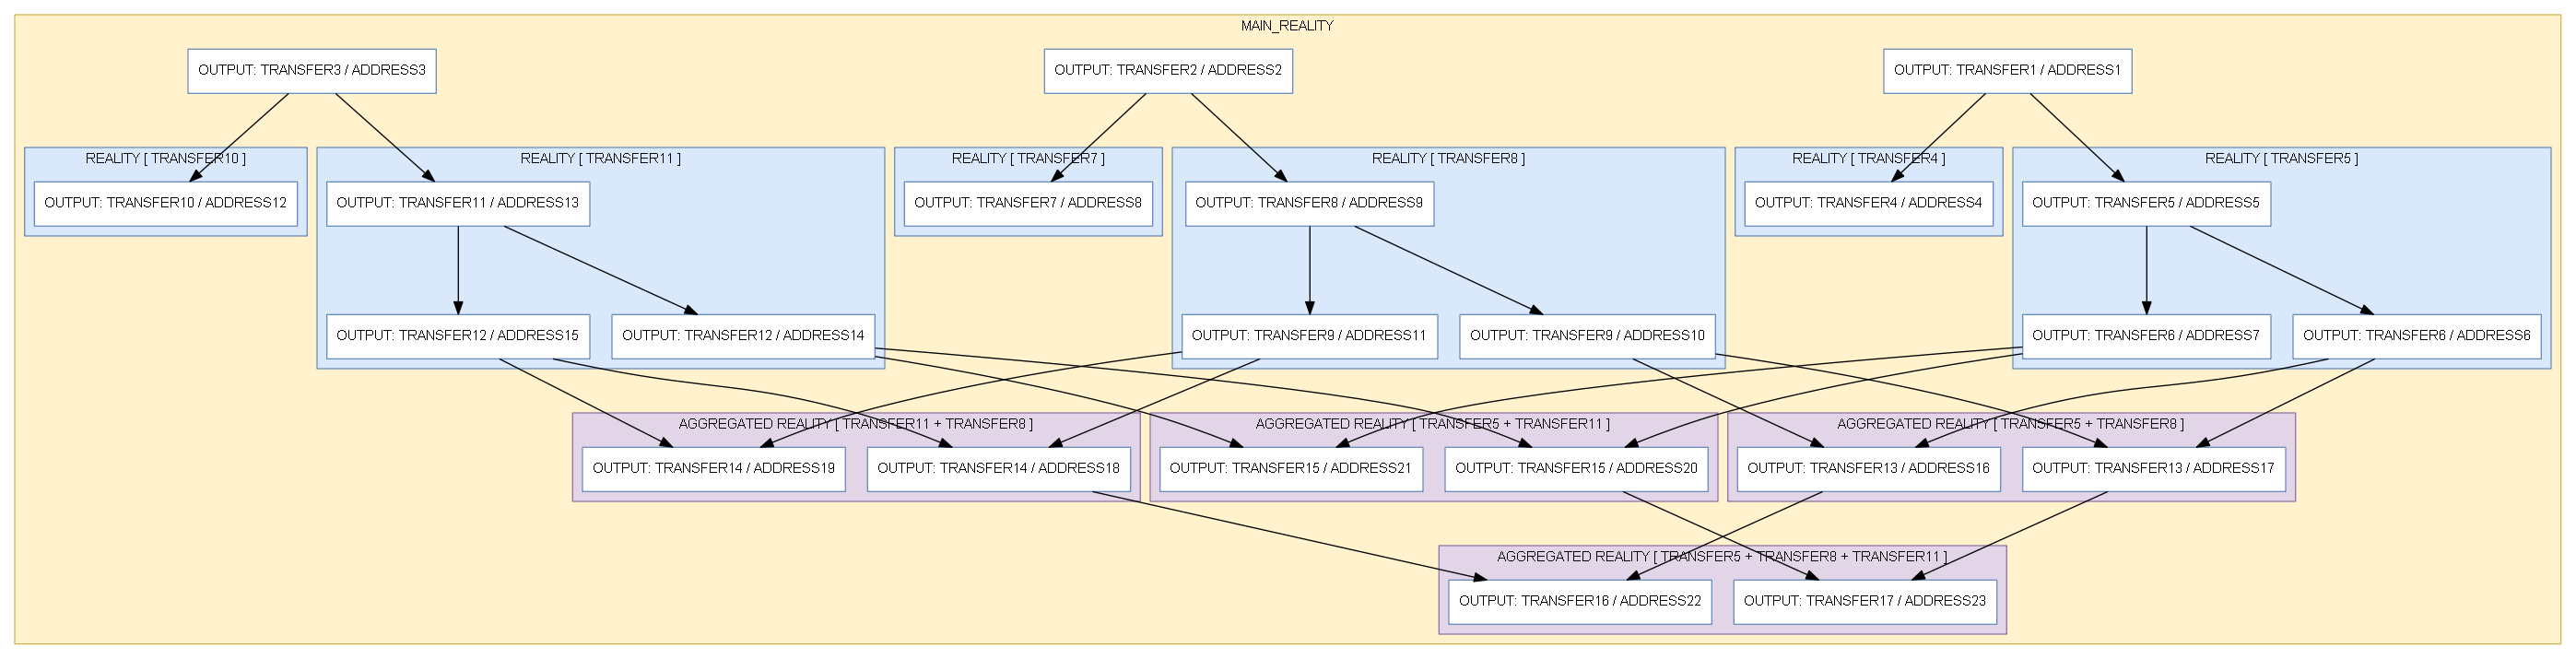 MAIN_REALITY
OUTPUT: TRANSFER3 / ADDRESS3
OUTPUT: TRANSFER2 / ADDRESS2
OUTPUT: TRANSFER1 / ADDRESS1
REALITY [ TRANSFER10 ]
REALITY [ TRANSFER11 ]
REALITY [ TRANSFER7 ]
REALITY [ TRANSFER8 ]
REALITY [ TRANSFER4 ]
REALITY [ TRANSFER5 ]
OUTPUT: TRANSFER10 / ADDRESS12
OUTPUT: TRANSFER11 / ADDRESS13
OUTPUT: TRANSFER7 / ADDRESS8
OUTPUT: TRANSFER8 / ADDRESS9
OUTPUT: TRANSFER4 / ADDRESS4
OUTPUT: TRANSFER5 / ADDRESS5
OUTPUT: TRANSFER12 / ADDRESS15
OUTPUT: TRANSFER12 / ADDRESS14
OUTPUT: TRANSFER9 / ADDRESS11
OUTPUT: TRANSFER9 / ADDRESS10
OUTPUT: TRANSFER6 / ADDRESS7
OUTPUT: TRANSFER6 / ADDRESS6
AGGREGATED REALITY [ TRANSFER11 + TRANSFER8 ]
AGGREGATED REALITY [ TRANSFER5 + TRANSFER11 ]
AGGREGATED REALITY [ TRANSFER5 + TRANSFER8 ]
OUTPUT: TRANSFER14 / ADDRESS19
OUTPUT: TRANSFER14 / ADDRESS18
OUTPUT: TRANSFER15 / ADDRESS21
OUTPUT: TRANSFER15 / ADDRESS20
OUTPUT: TRANSFER13 / ADDRESS16
OUTPUT: TRANSFER13 / ADDRESS17
AGGREGATED REALITY [ TRANSFER5 + TRANSFER8 + TRANSFER11 ]
OUTPUT: TRANSFER16 / ADDRESS22
OUTPUT: TRANSFER17 / ADDRESS23